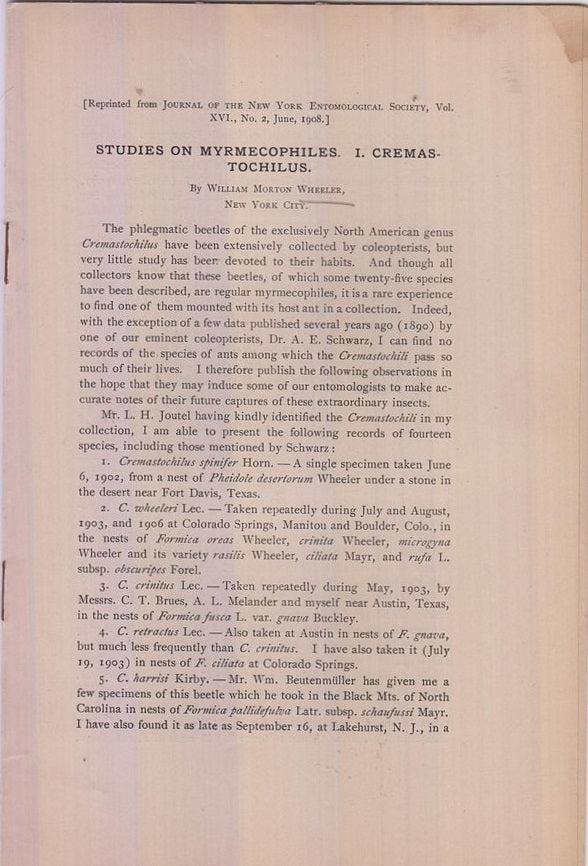 [Reprinted from JOURNAL OF THE NEW YORK ENTOMOLOGICAL SOCIETY, Vol.
XVI., No. 2, June, 1908.]
STUDIES ON MYRMECOPHILES. I. CREMAS-
TOCHILUS.
By WILLIAM MORTON WHEELER,
NEW YORK CITY.
The phlegmatic beetles of the exclusively North American genus
Cremastochilus have been extensively collected by coleopterists, but
very little study has been devoted to their habits. And though all
collectors know that these beetles, of which some twenty-five species
have been described, are regular myrmecophiles, it is a rare experience
to find one of them mounted with its host ant in a collection. Indeed,
with the exception of a few data published several years ago (1890) by
one of our eminent coleopterists, Dr. A. E. Schwarz, I can find no
records of the species of ants among which the Cremastochili pass so
much of their lives. I therefore publish the following observations in
the hope that they may induce some of our entomologists to make ac-
curate notes of their future captures of these extraordinary insects.
Mr. L. H. Joutel having kindly identified the Cremastochili in my
collection, I am able to present the following records of fourteen
species, including those mentioned by Schwarz :
1. Cremastochilus spinifer Horn. — A single specimen taken June
6, 1902, from a nest of Pheidole desertorum Wheeler under a stone in
the desert near Fort Davis, Texas.
2. C. wheeleri Lec. — Taken repeatedly during July and August,
1903, and 1906 at Colorado Springs, Manitou and Boulder, Colo., in
the nests of Formica oreas Wheeler, crinita Wheeler, microgyna
Wheeler and its variety rasilis Wheeler, ciliata Mayr, and rufa L.
subsp. obscuripes Forel.
3. C. crinitus Lec. — Taken repeatedly during May, 1903, by
Messrs. C. T. Brues, A. L. Melander and myself near Austin, Texas,
in the nests of Formica fusca L. var. gnava Buckley.
4. C. retractus Lec. — Also taken at Austin in nests of F. gnava,
but much less frequently than C. crinitus. I have also taken it (July
19, 1903) in nests of F. ciliata at Colorado Springs.
5. C. harrisi Kirby. — Mr. Wm. Beutenmüller has given me a
few specimens of this beetle which he took in the Black Mts. of North
Carolina in nests of Formica pallidefulva Latr. subsp. schaufussi Mayr.
I have also found it as late as September 16, at Lakehurst, N. J., in a